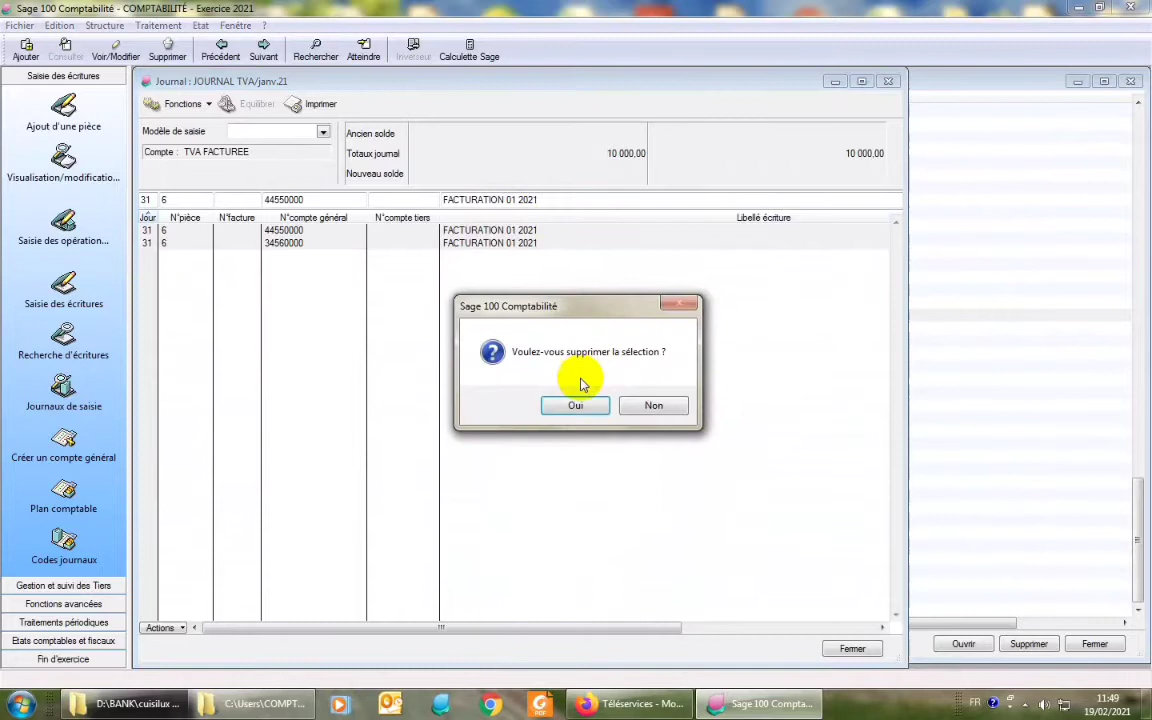 Sage 100 Comptabilité - COMPTABILITÉ - Exercice 2021
Fichier Edition Structure Traitement Etat Fenêtre ?
Ajouter Consulter Voir/Modifier Supprimer Précédent Suivant Rechercher Atteindre Inverseur Calculette Sage
Saisie des écritures
Ajout d'une pièce
Visualisation/modificatio...
Saisie des opération...
Saisie des écritures
Recherche d'écritures
Journaux de saisie
Créer un compte général
Plan comptable
Codes journaux
Gestion et suivi des Tiers
Fonctions avancées
Traitements périodiques
Etats comptables et fiscaux
Fin d'exercice
Journal : JOURNAL TVA/janv.21
Fonctions Equilibrer Imprimer
Modèle de saisie
Compte : TVA FACTUREE
Ancien solde
Totaux journal 10 000,00 10 000,00
Nouveau solde
31 6 44550000 FACTURATION 01 2021
Jour N°pièce N°facture N°compte général N°compte tiers Libellé écriture
31 6 44550000 FACTURATION 01 2021
31 6 34560000 FACTURATION 01 2021
Sage 100 Comptabilité
Voulez-vous supprimer la sélection ?
Oui Non
Actions
Fermer
Ouvrir Supprimer Fermer
D:\BANK\cuisilux ... C:\Users\COMPT... PDF Téléservices - Mo... Sage 100 Compta...
FR 11:49
19/02/2021